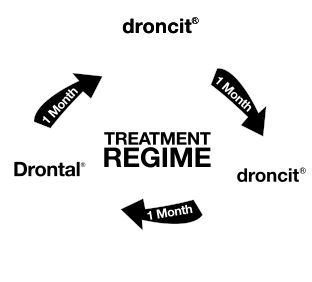 droncit®
1 Month
1 Month
TREATMENT
REGIME
Drontal®
droncit®
1 Month